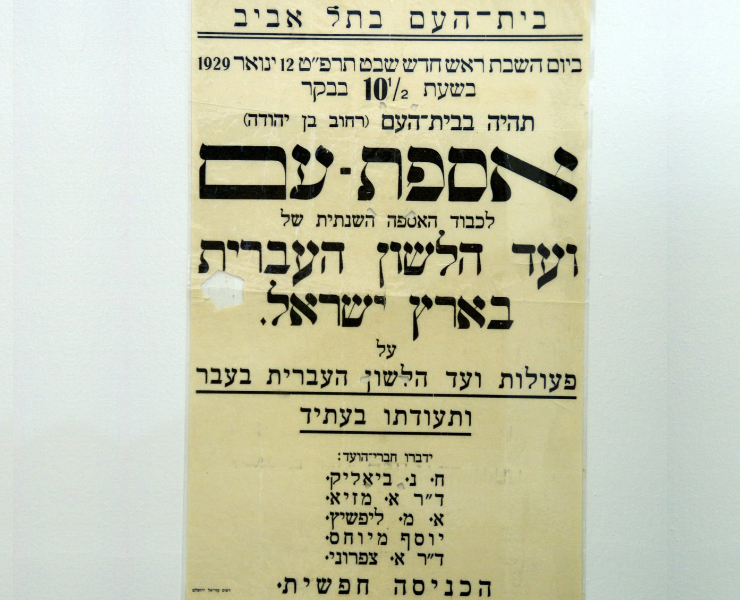 בית-העם בתל אביב
ביום השבת ראש חדש שבט תרפ"ט 12 ינואר 1929
בשעת 10 1/2 בבקר
תהיה בבית-העם (רחוב בן יהודה)
אספת-עם
לכבוד האספה השנתית של
ועד הלשון העברית
בארץ ישראל.
על
פעולות ועד הלשון העברית בעבר
ותעודתו בעתיד
ידברו חברי-הועד:
ח. נ. ביאליק.
ד"ר א. מזיא.
א. מ. ליפשיץ.
יוסף מיוחס.
ד"ר א. צפרוני.
הכניסה חפשית.